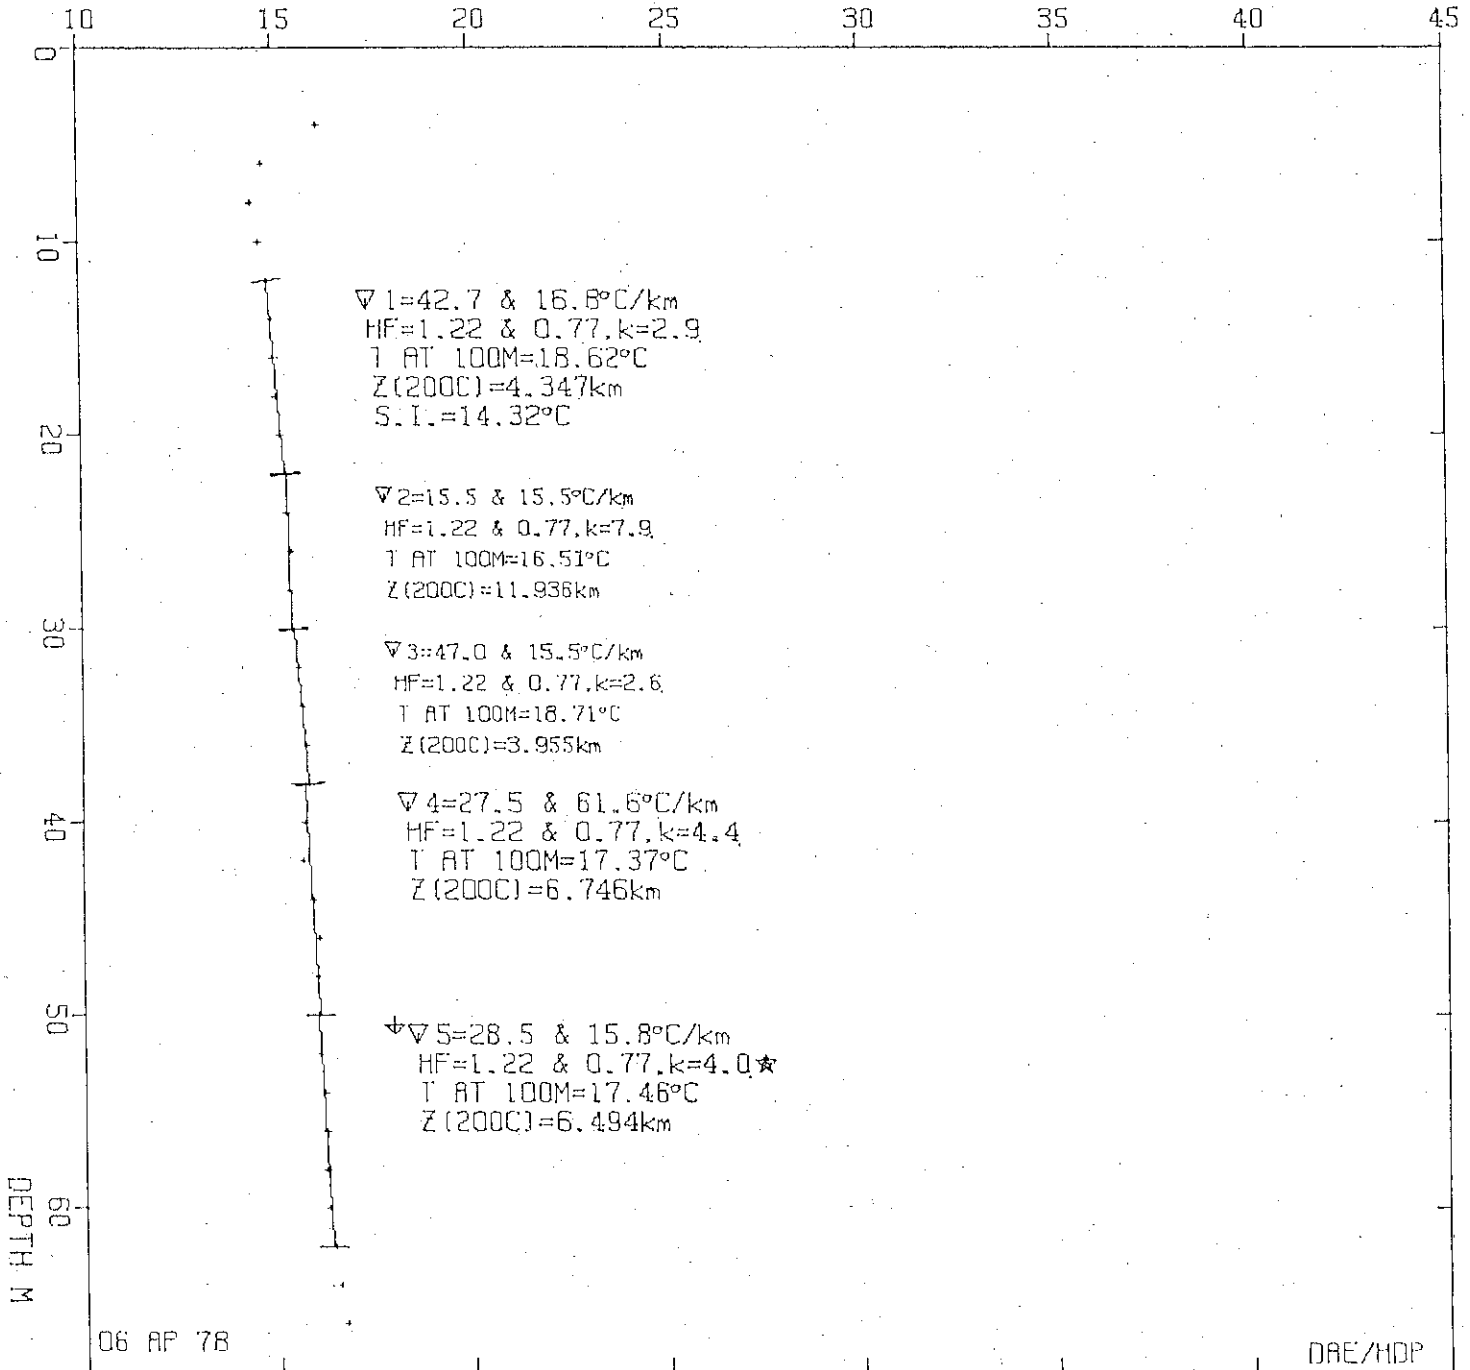 10 15 20 25 30 35 40 45
0
10
20
30
40
50
60
DEPTH M
▽1=42.7 & 16.8°C/km
HF=1.22 & 0.77,k=2.9
T AT 100M=18.62°C
Z(200C)=4.347km
S.I.=14.32°C
▽2=15.5 & 15.5°C/km
HF=1.22 & 0.77,k=7.9
T AT 100M=16.51°C
Z(200C)=11.936km
▽3=47.0 & 15.5°C/km
HF=1.22 & 0.77,k=2.6
T AT 100M=18.71°C
Z(200C)=3.955km
▽4=27.5 & 61.6°C/km
HF=1.22 & 0.77,k=4.4
T AT 100M=17.37°C
Z(200C)=6.746km
▽5=28.5 & 15.8°C/km
HF=1.22 & 0.77,k=4.0★
T AT 100M=17.46°C
Z(200C)=6.494km
06 AP 78
DAE/HDP